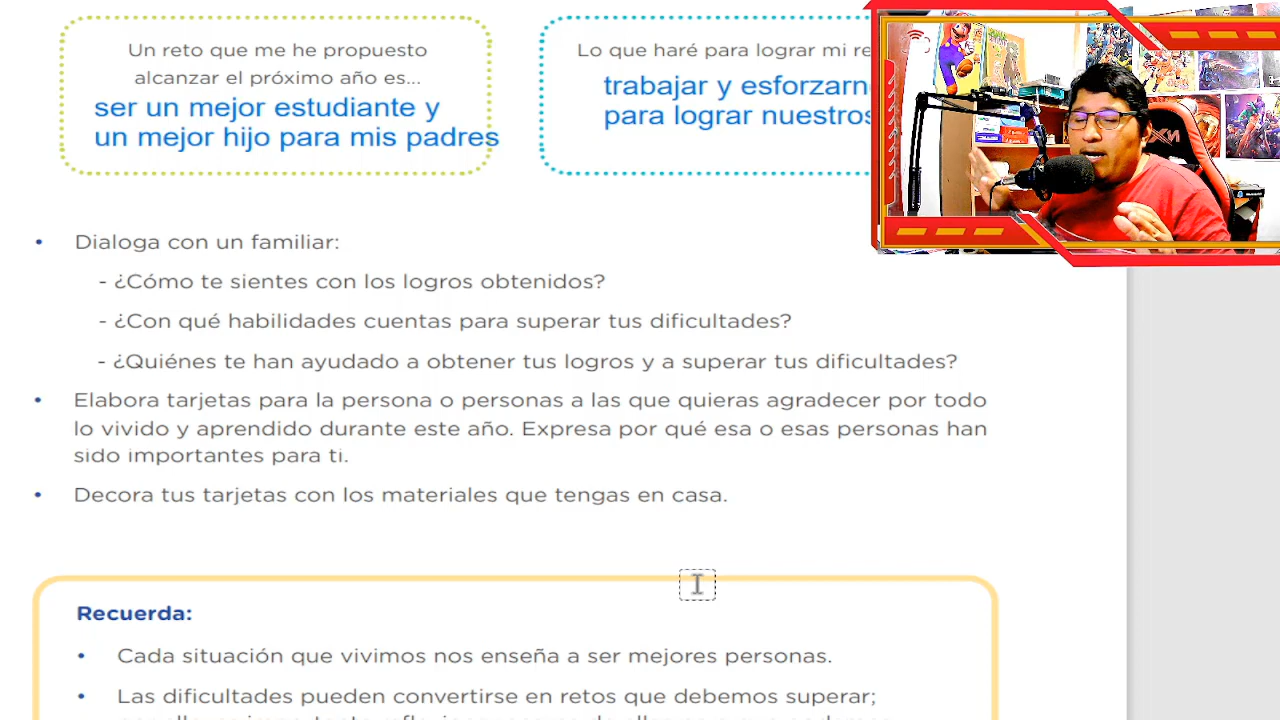 Un reto que me he propuesto
alcanzar el próximo año es...
ser un mejor estudiante y
un mejor hijo para mis padres
Lo que haré para lograr mi
trabajar y
para lograr
Dialoga con un familiar:
- ¿Cómo te sientes con los logros obtenidos?
- ¿Con qué habilidades cuentas para superar tus dificultades?
- ¿Quiénes te han ayudado a obtener tus logros y a superar tus dificultades?
• Elabora tarjetas para la persona o personas a las que quieras agradecer por todo
lo vivido y aprendido durante este año. Expresa por qué esa o esas personas han
sido importantes para ti.
• Decora tus tarjetas con los materiales que tengas en casa.
Recuerda:
• Cada situación que vivimos nos enseña a ser mejores personas.
• Las dificultades pueden convertirse en retos que debemos superar;